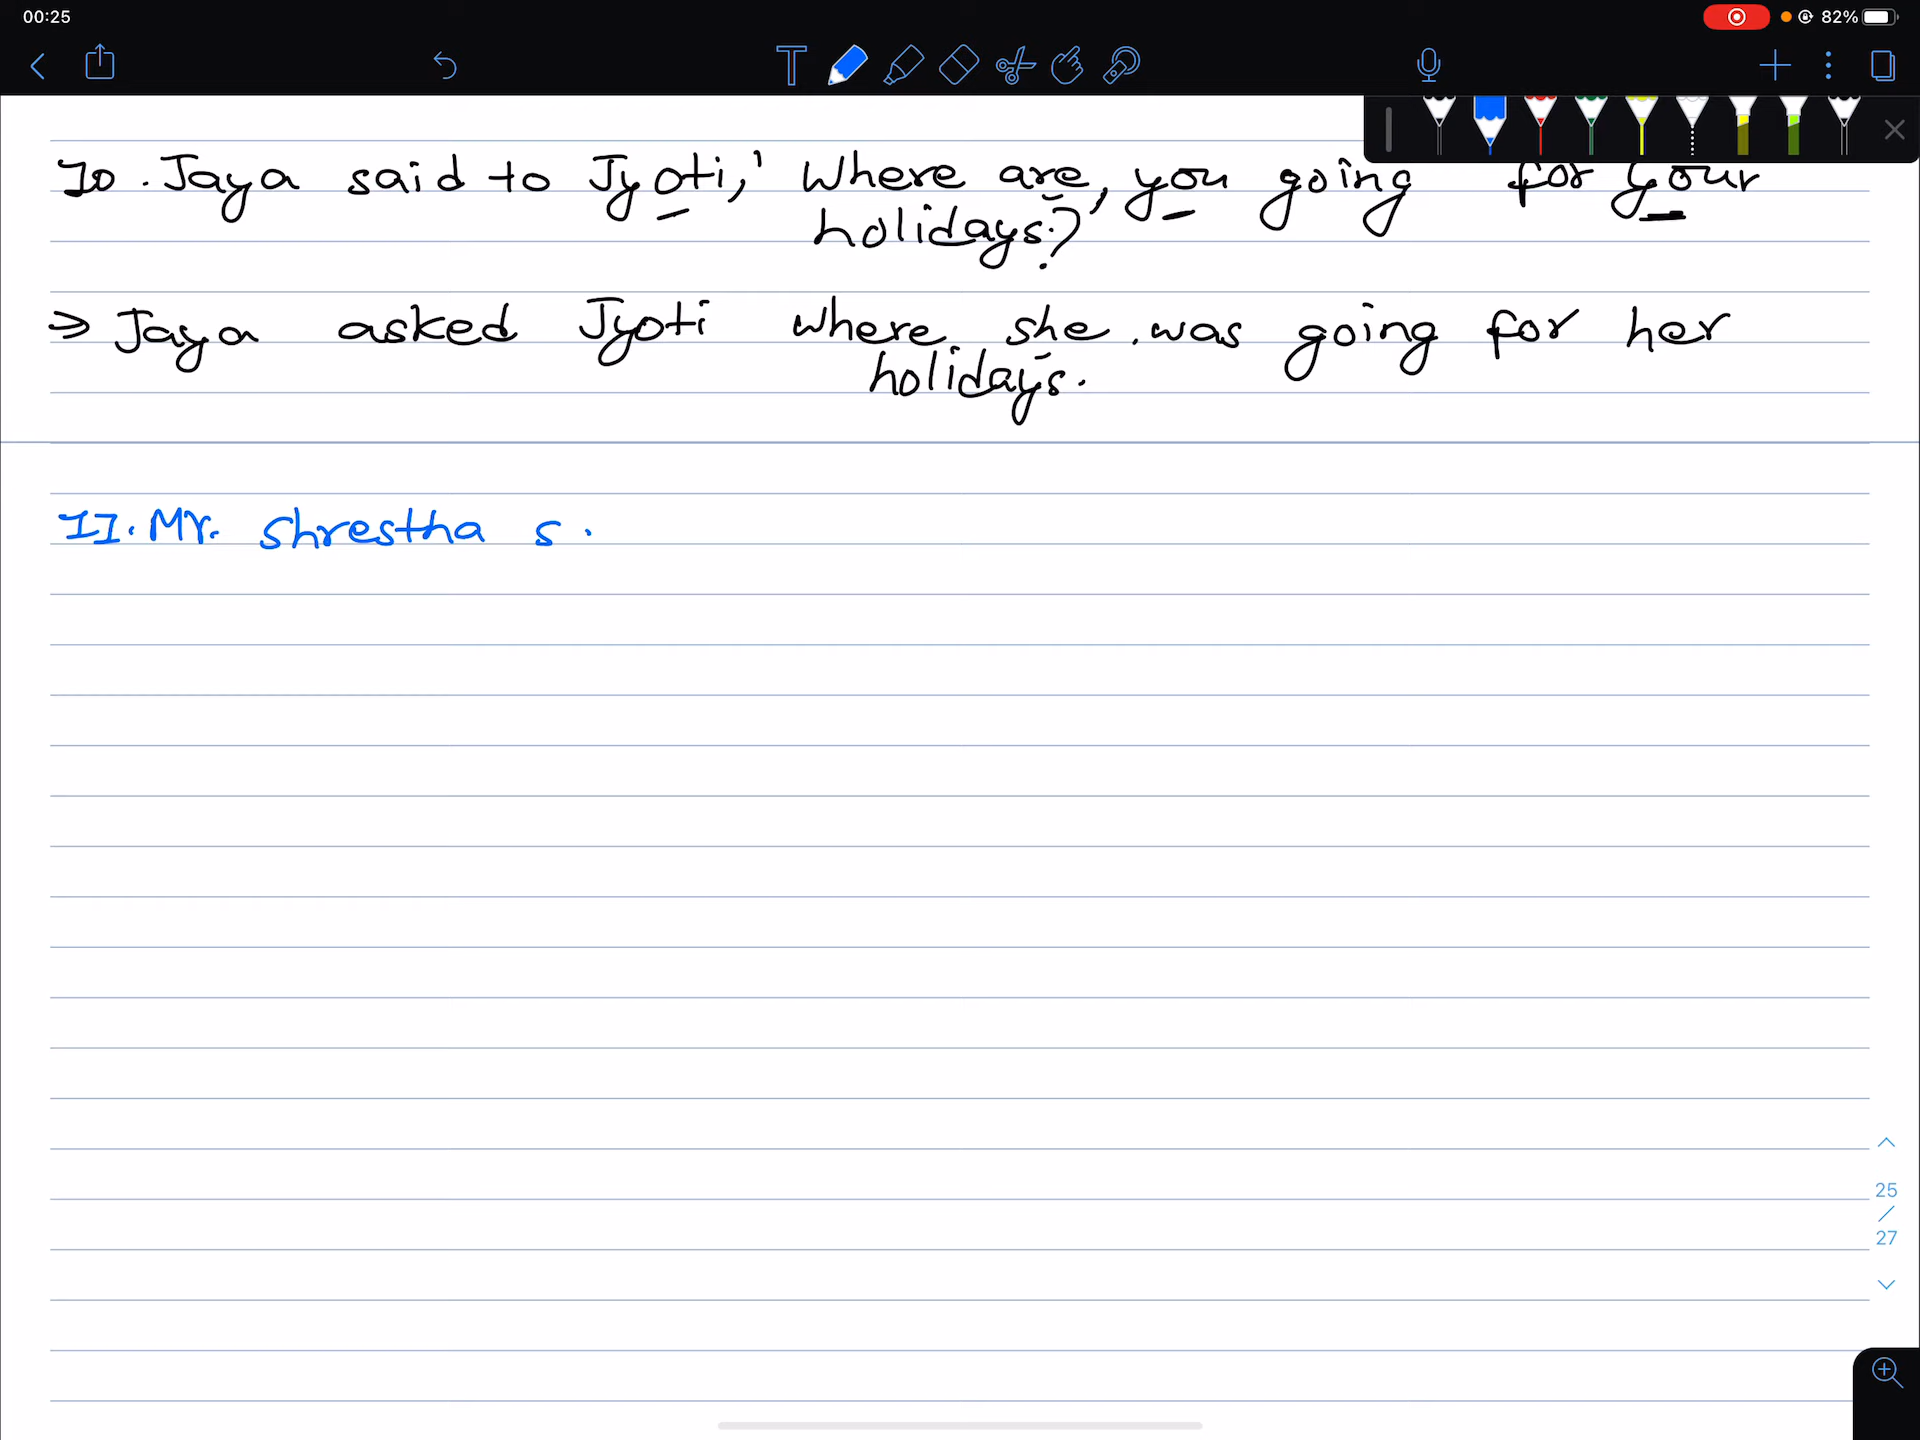 00:25
82%
10. Jaya said to Jyoti,' Where are, you going for your
holidays?'
⇒ Jaya asked Jyoti where she was going for her
holidays.
11. Mr. Shrestha s.
25
/
27